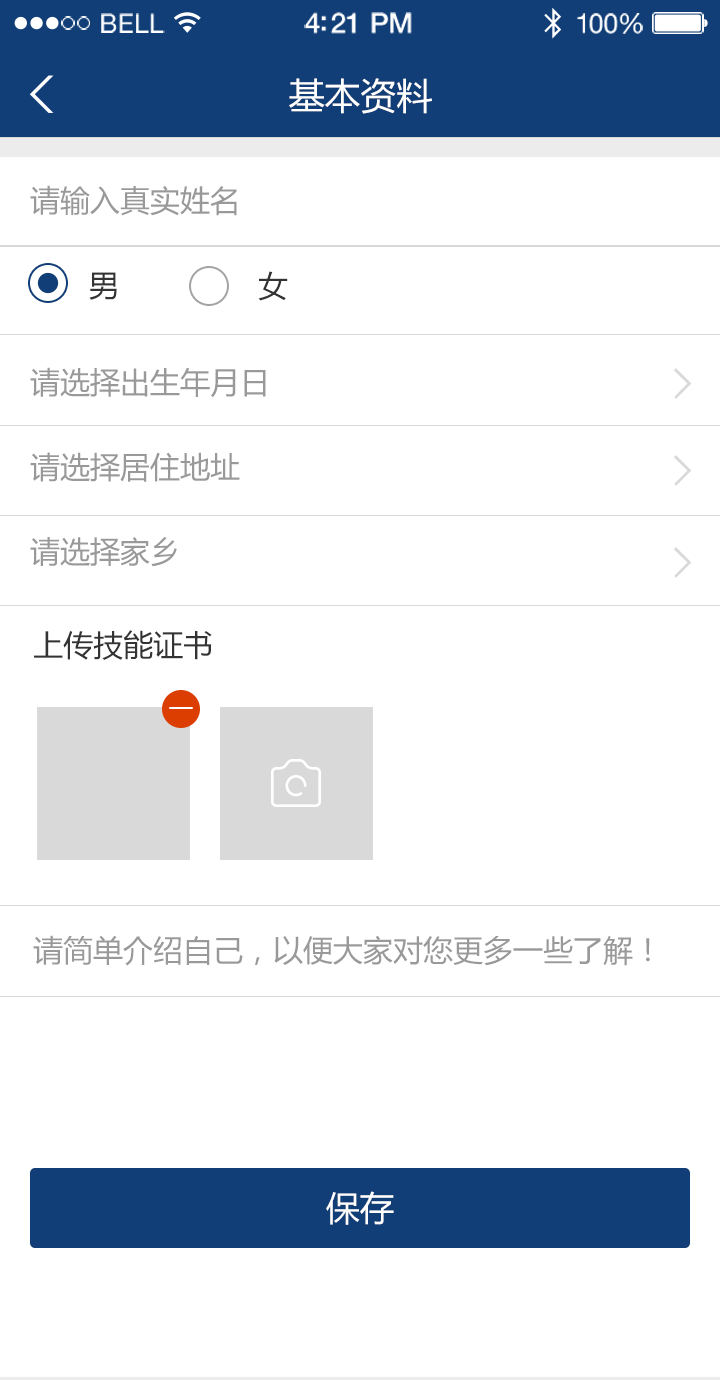 BELL 4:21 PM 100%
基本资料
请输入真实姓名
男 女
请选择出生年月日
请选择居住地址
请选择家乡
上传技能证书
请简单介绍自己，以便大家对您更多一些了解！
保存